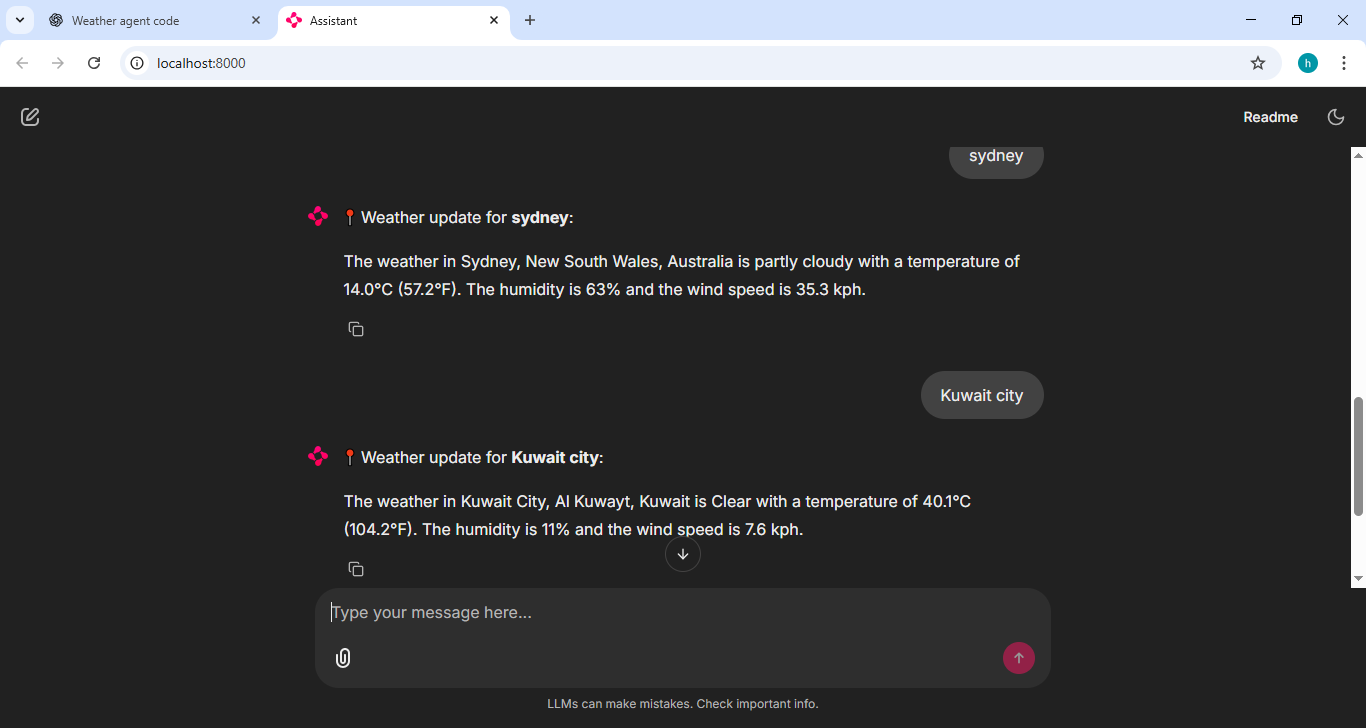 Weather agent code
Assistant
localhost:8000
h
Readme
sydney
Weather update for sydney:
The weather in Sydney, New South Wales, Australia is partly cloudy with a temperature of
14.0°C (57.2°F). The humidity is 63% and the wind speed is 35.3 kph.
Kuwait city
Weather update for Kuwait city:
The weather in Kuwait City, Al Kuwayt, Kuwait is Clear with a temperature of 40.1°C
(104.2°F). The humidity is 11% and the wind speed is 7.6 kph.
Type your message here...
LLMs can make mistakes. Check important info.